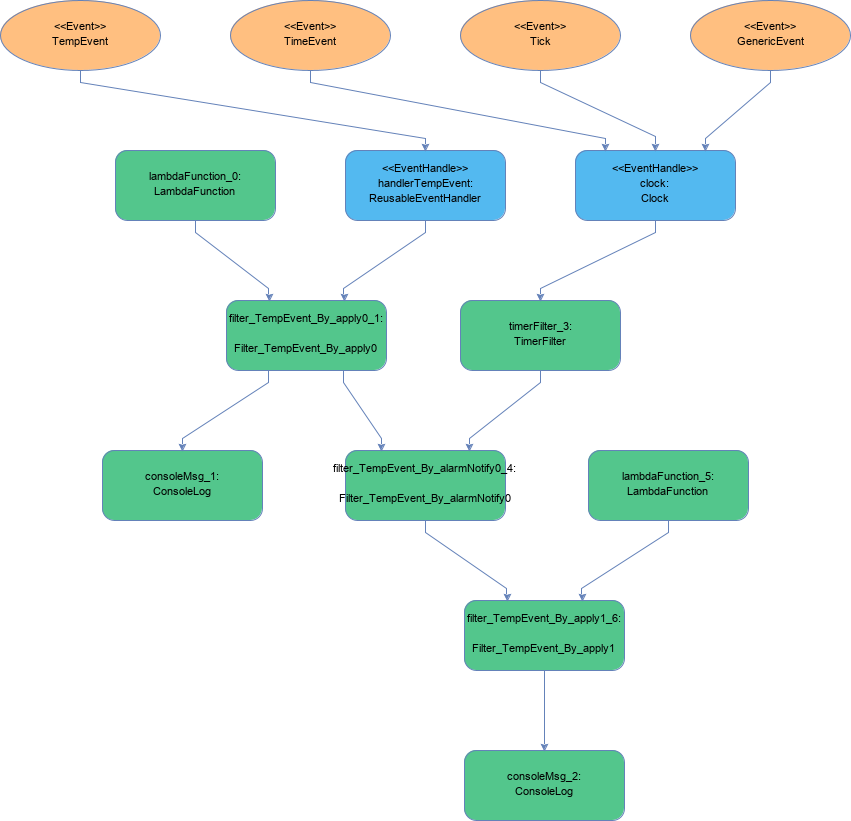 <<Event>>
TempEvent
<<Event>>
TimeEvent
<<Event>>
Tick
<<Event>>
GenericEvent
lambdaFunction_0:
LambdaFunction
<<EventHandle>>
handlerTempEvent:
ReusableEventHandler
<<EventHandle>>
clock:
Clock
filter_TempEvent_By_apply0_1:
Filter_TempEvent_By_apply0
timerFilter_3:
TimerFilter
consoleMsg_1:
ConsoleLog
filter_TempEvent_By_alarmNotify0_4:
Filter_TempEvent_By_alarmNotify0
lambdaFunction_5:
LambdaFunction
filter_TempEvent_By_apply1_6:
Filter_TempEvent_By_apply1
consoleMsg_2:
ConsoleLog